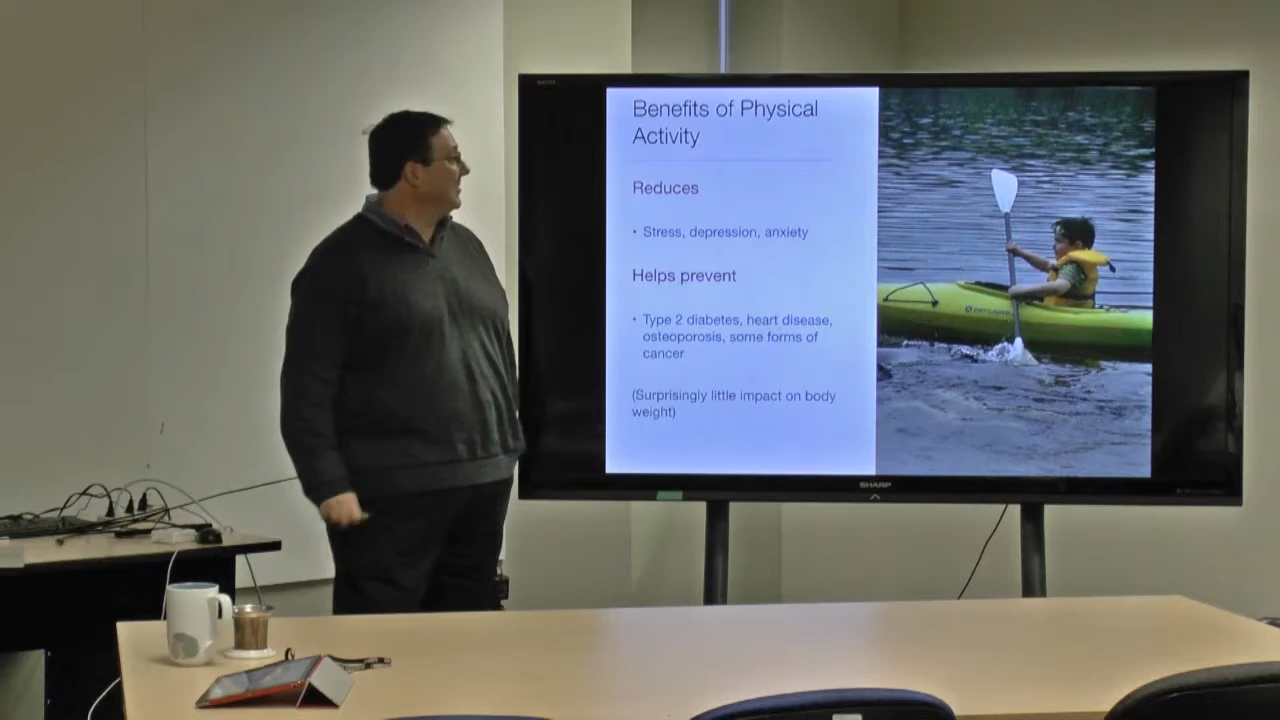 Benefits of Physical
Activity
Reduces
• Stress, depression, anxiety
Helps prevent
• Type 2 diabetes, heart disease,
osteoporosis, some forms of
cancer
(Surprisingly little impact on body
weight)
SHARP